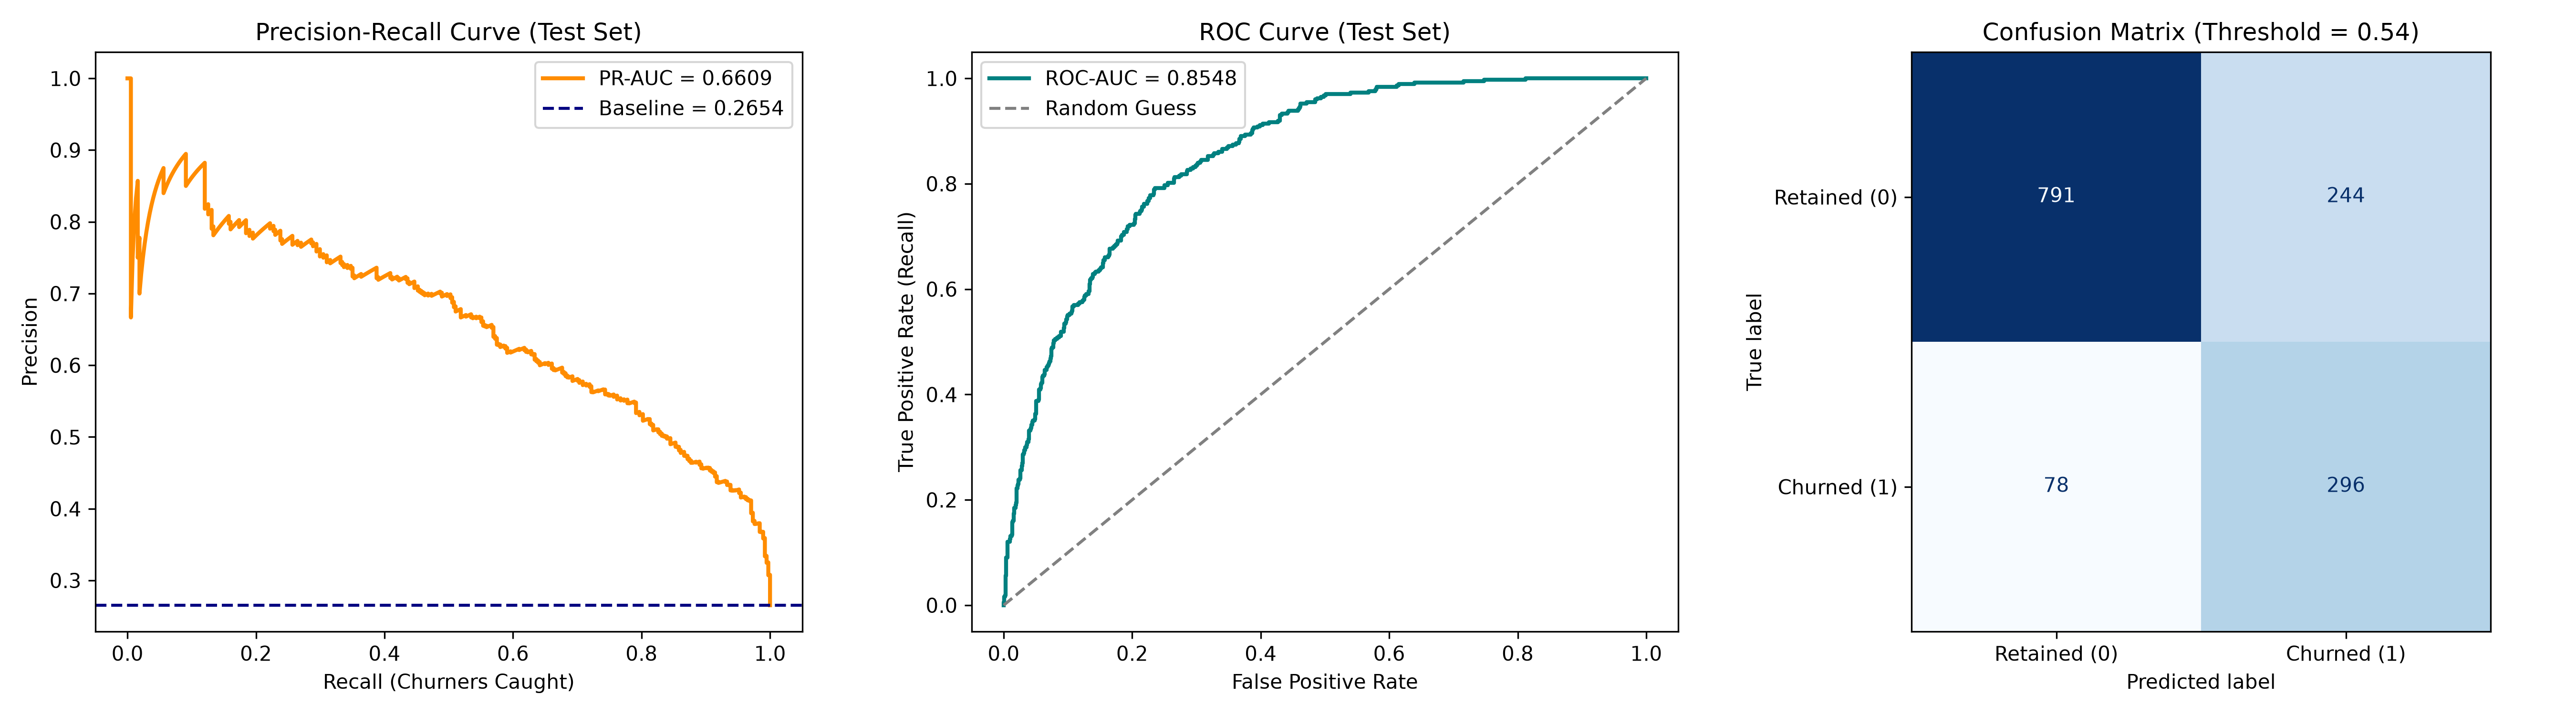 Precision-Recall Curve (Test Set)
PR-AUC = 0.6609
Baseline = 0.2654
1.0
0.9
0.8
0.7
0.6
0.5
0.4
0.3
Precision
0.0 0.2 0.4 0.6 0.8 1.0
Recall (Churners Caught)
ROC Curve (Test Set)
ROC-AUC = 0.8548
Random Guess
1.0
0.8
0.6
0.4
0.2
0.0
True Positive Rate (Recall)
0.0 0.2 0.4 0.6 0.8 1.0
False Positive Rate
Confusion Matrix (Threshold = 0.54)
Retained (0) 791 244
True label
Churned (1) 78 296
Retained (0) Churned (1)
Predicted label